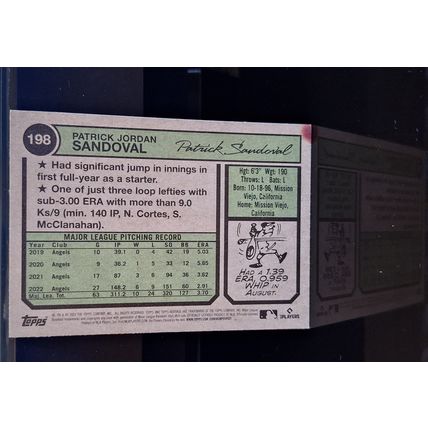 198
PATRICK JORDAN
SANDOVAL
Patrick Sandoval
★ Had significant jump in innings in
first full-year as a starter.
★ One of just three loop lefties with
sub-3.00 ERA with more than 9.0
Ks/9 (min. 140 IP, N. Cortes, S.
McClanahan).
Hgt: 6'3" Wgt: 190
Throws: L Bats: L
Born: 10-18-96, Mission
Viejo, California
Home: Mission Viejo,
California
MAJOR LEAGUE PITCHING RECORD
Year Club G IP W L SO BB ERA
2019 Angels 10 39.1 0 4 42 19 5.03
2020 Angels 9 36.2 1 5 33 12 5.65
2021 Angels 17 87 3 6 94 36 3.62
2022 Angels 27 148.2 6 9 151 60 2.91
Maj. Lea. Tot. 63 311.2 10 24 320 127 3.70
HAD A 1.39
ERA, 0.959
WHIP IN
AUGUST.
Topps
MLB
PLAYERS